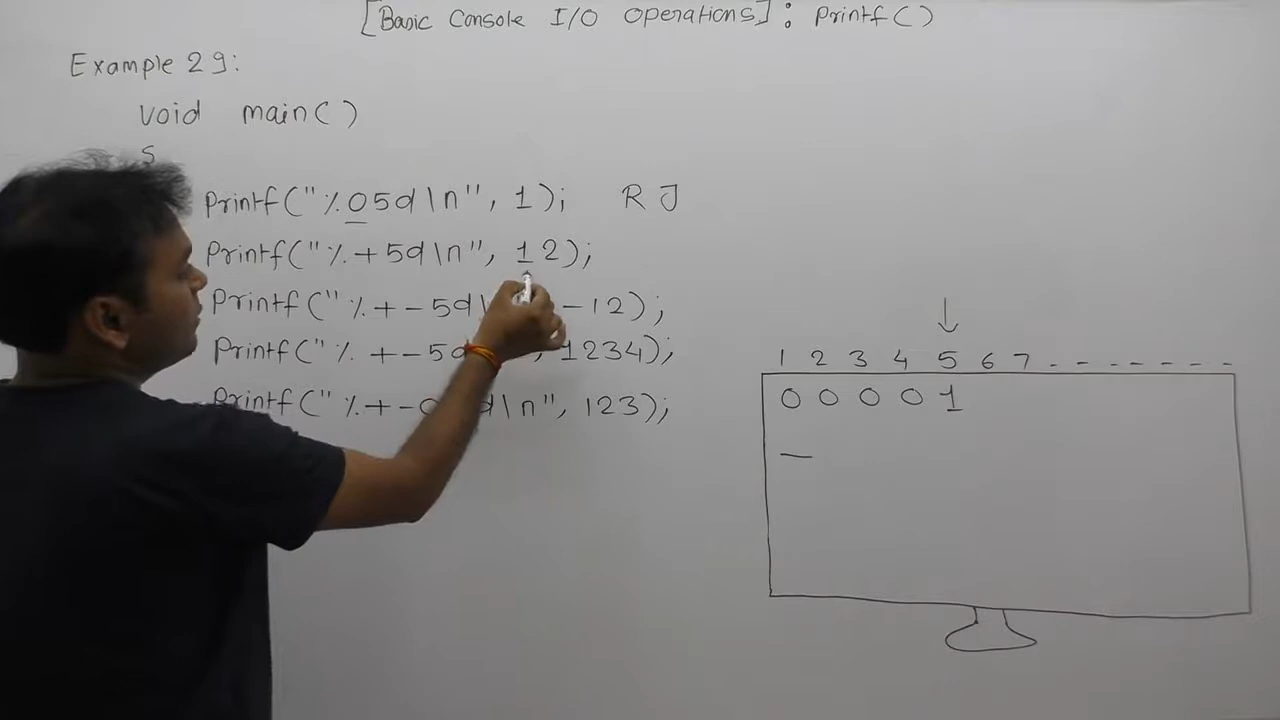 [Basic Console I/O Operations]: Printf()
Example 29:
void main()
{
Printf("%05d\n", 1); R J
Printf("%+5d\n", 12);
Printf("%+-5d\ -12);
Printf("%+-5d , 1234);
Printf("%+-0 d\n", 123);
1 2 3 4 5 6 7 - - - - - -
0 0 0 0 1